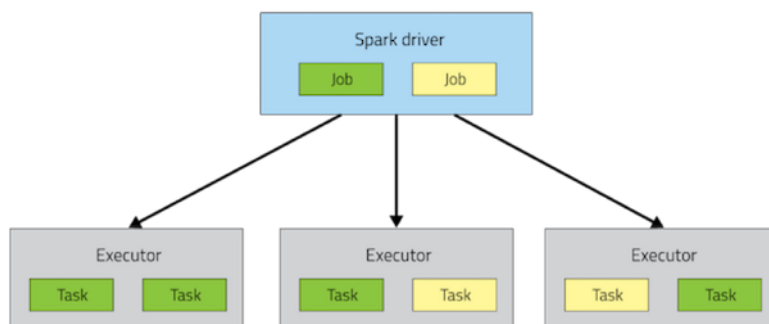 Spark driver
Job Job
Executor Executor Executor
Task Task Task Task Task Task